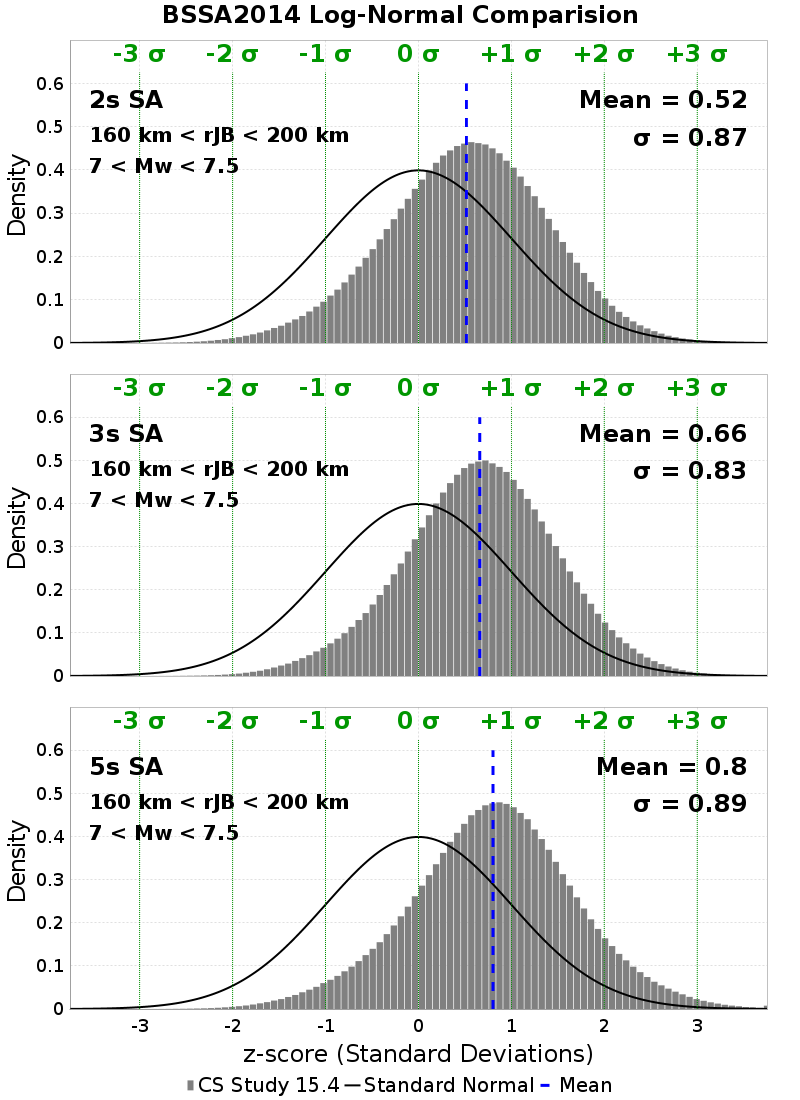 BSSA2014 Log-Normal Comparision
-3 σ -2 σ -1 σ 0 σ +1 σ +2 σ +3 σ
0.6
2s SA Mean = 0.52
0.5
160 km < rJB < 200 km σ = 0.87
7 < Mw < 7.5
0.4
0.3
0.2
0.1
0
Density
-3 σ -2 σ -1 σ 0 σ +1 σ +2 σ +3 σ
0.6
3s SA Mean = 0.66
0.5
160 km < rJB < 200 km σ = 0.83
7 < Mw < 7.5
0.4
0.3
0.2
0.1
0
Density
-3 σ -2 σ -1 σ 0 σ +1 σ +2 σ +3 σ
0.6
5s SA Mean = 0.8
0.5
160 km < rJB < 200 km σ = 0.89
7 < Mw < 7.5
0.4
0.3
0.2
0.1
0
Density
-3 -2 -1 0 1 2 3
z-score (Standard Deviations)
CS Study 15.4 Standard Normal Mean